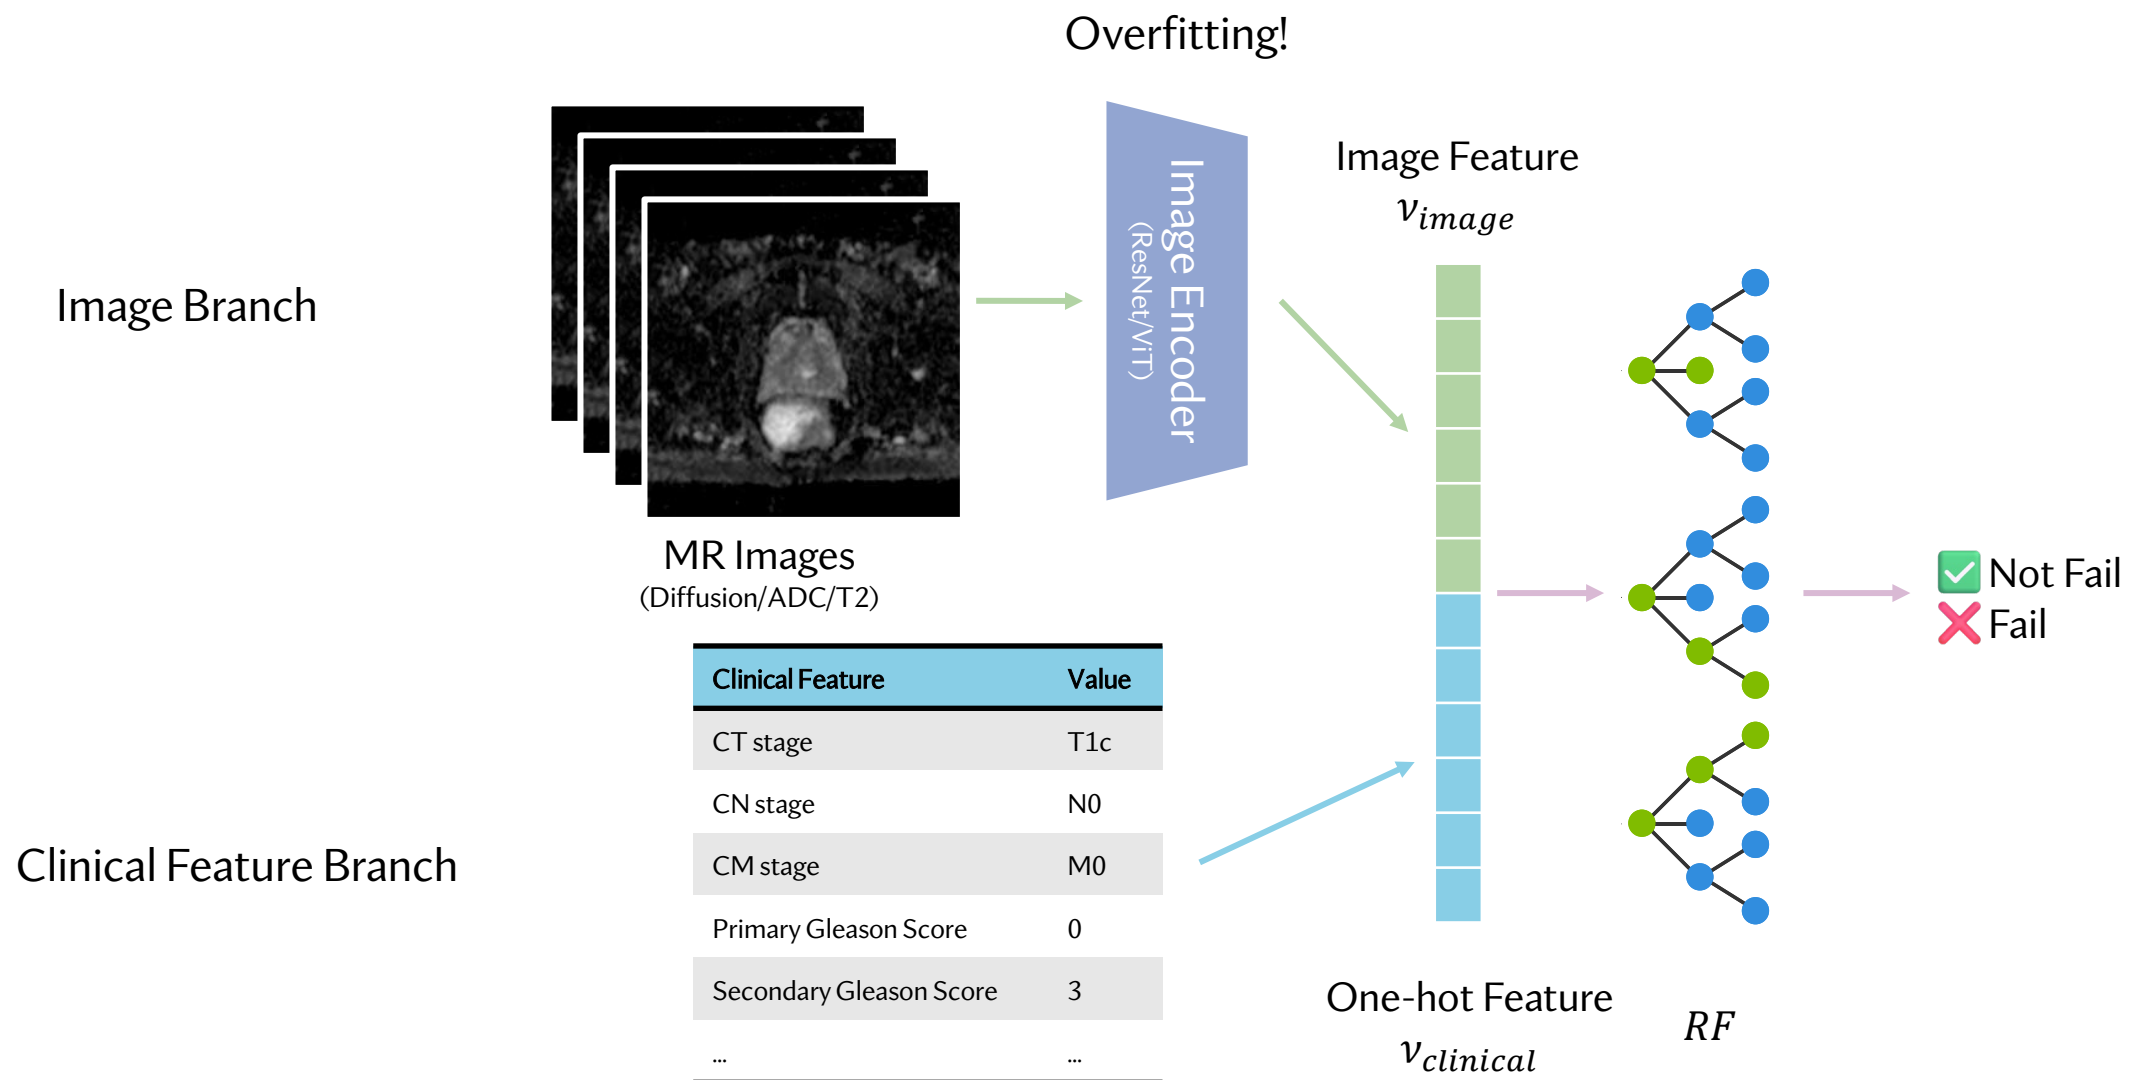 Overfitting!
Image Branch
Image Encoder
(ResNet/ViT)
Image Feature
ν_image
MR Images
(Diffusion/ADC/T2)
Clinical Feature Branch
Clinical Feature Value
CT stage T1c
CN stage N0
CM stage M0
Primary Gleason Score 0
Secondary Gleason Score 3
... ...
One-hot Feature
ν_clinical
RF
Not Fail
Fail